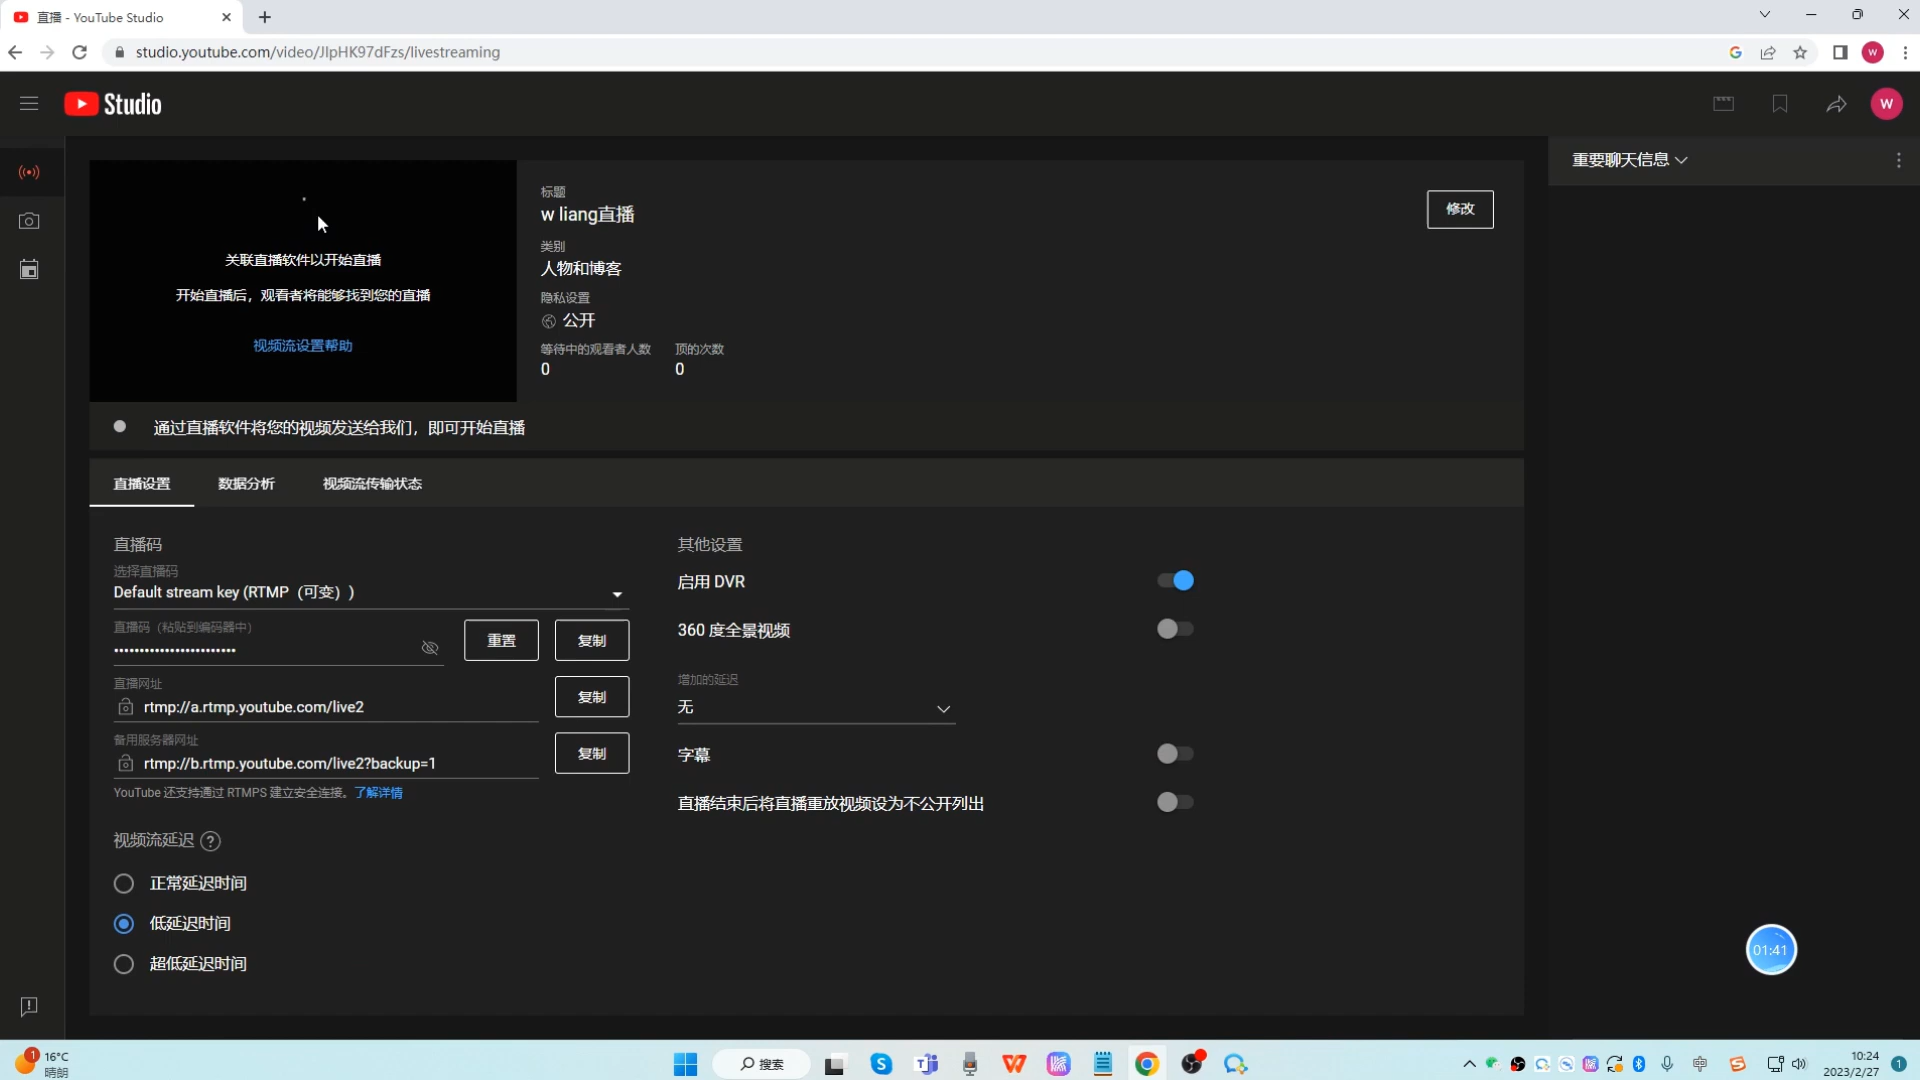 直播 - YouTube Studio
studio.youtube.com/video/JlpHK97dFzs/livestreaming
W
Studio
W
重要聊天信息
关联直播软件以开始直播
开始直播后，观看者将能够找到您的直播
视频流设置帮助
标题
w liang直播
修改
类别
人物和博客
隐私设置
公开
等待中的观看者人数 顶的次数
0 0
通过直播软件将您的视频发送给我们，即可开始直播
直播设置 数据分析 视频流传输状态
直播码
选择直播码
Default stream key (RTMP（可变）)
直播码（粘贴到编码器中）
••••••••••••••••••••••••
重置 复制
直播网址
rtmp://a.rtmp.youtube.com/live2
复制
备用服务器网址
rtmp://b.rtmp.youtube.com/live2?backup=1
复制
YouTube 还支持通过 RTMPS 建立安全连接。了解详情
视频流延迟 ?
正常延迟时间
低延迟时间
超低延迟时间
其他设置
启用 DVR
360 度全景视频
增加的延迟
无
字幕
直播结束后将直播重放视频设为不公开列出
01:41
1
16°C
晴朗
搜索
中
10:24
2023/2/27
1